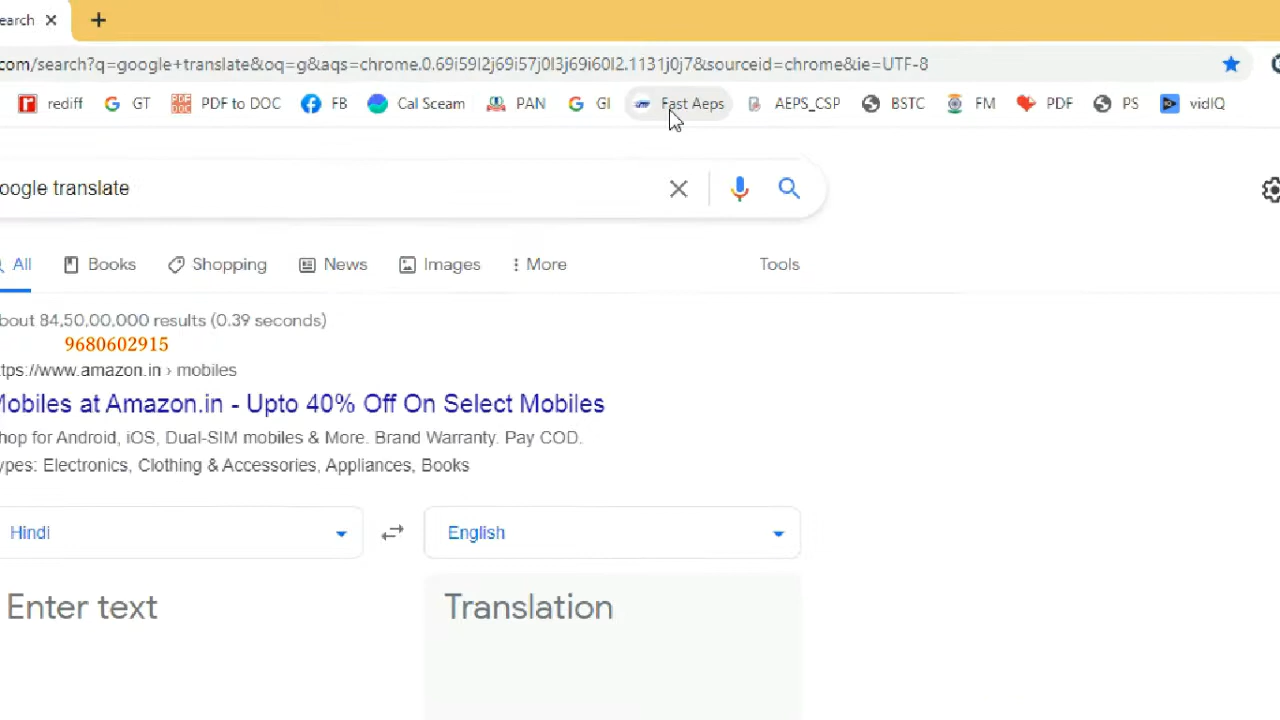 earch
com/search?q=google+translate&oq=g&aqs=chrome.0.69i59l2j69i57j0l3j69i60l2.1131j0j7&sourceid=chrome&ie=UTF-8
rediff GT PDF to DOC FB Cal Sceam PAN GI Fast Aeps AEPS_CSP BSTC FM PDF PS vidIQ
oogle translate
All Books Shopping News Images More Tools
bout 84,50,00,000 results (0.39 seconds)
9680602915
ttps://www.amazon.in › mobiles
Mobiles at Amazon.in - Upto 40% Off On Select Mobiles
hop for Android, iOS, Dual-SIM mobiles & More. Brand Warranty. Pay COD.
ypes: Electronics, Clothing & Accessories, Appliances, Books
Hindi English
Enter text Translation